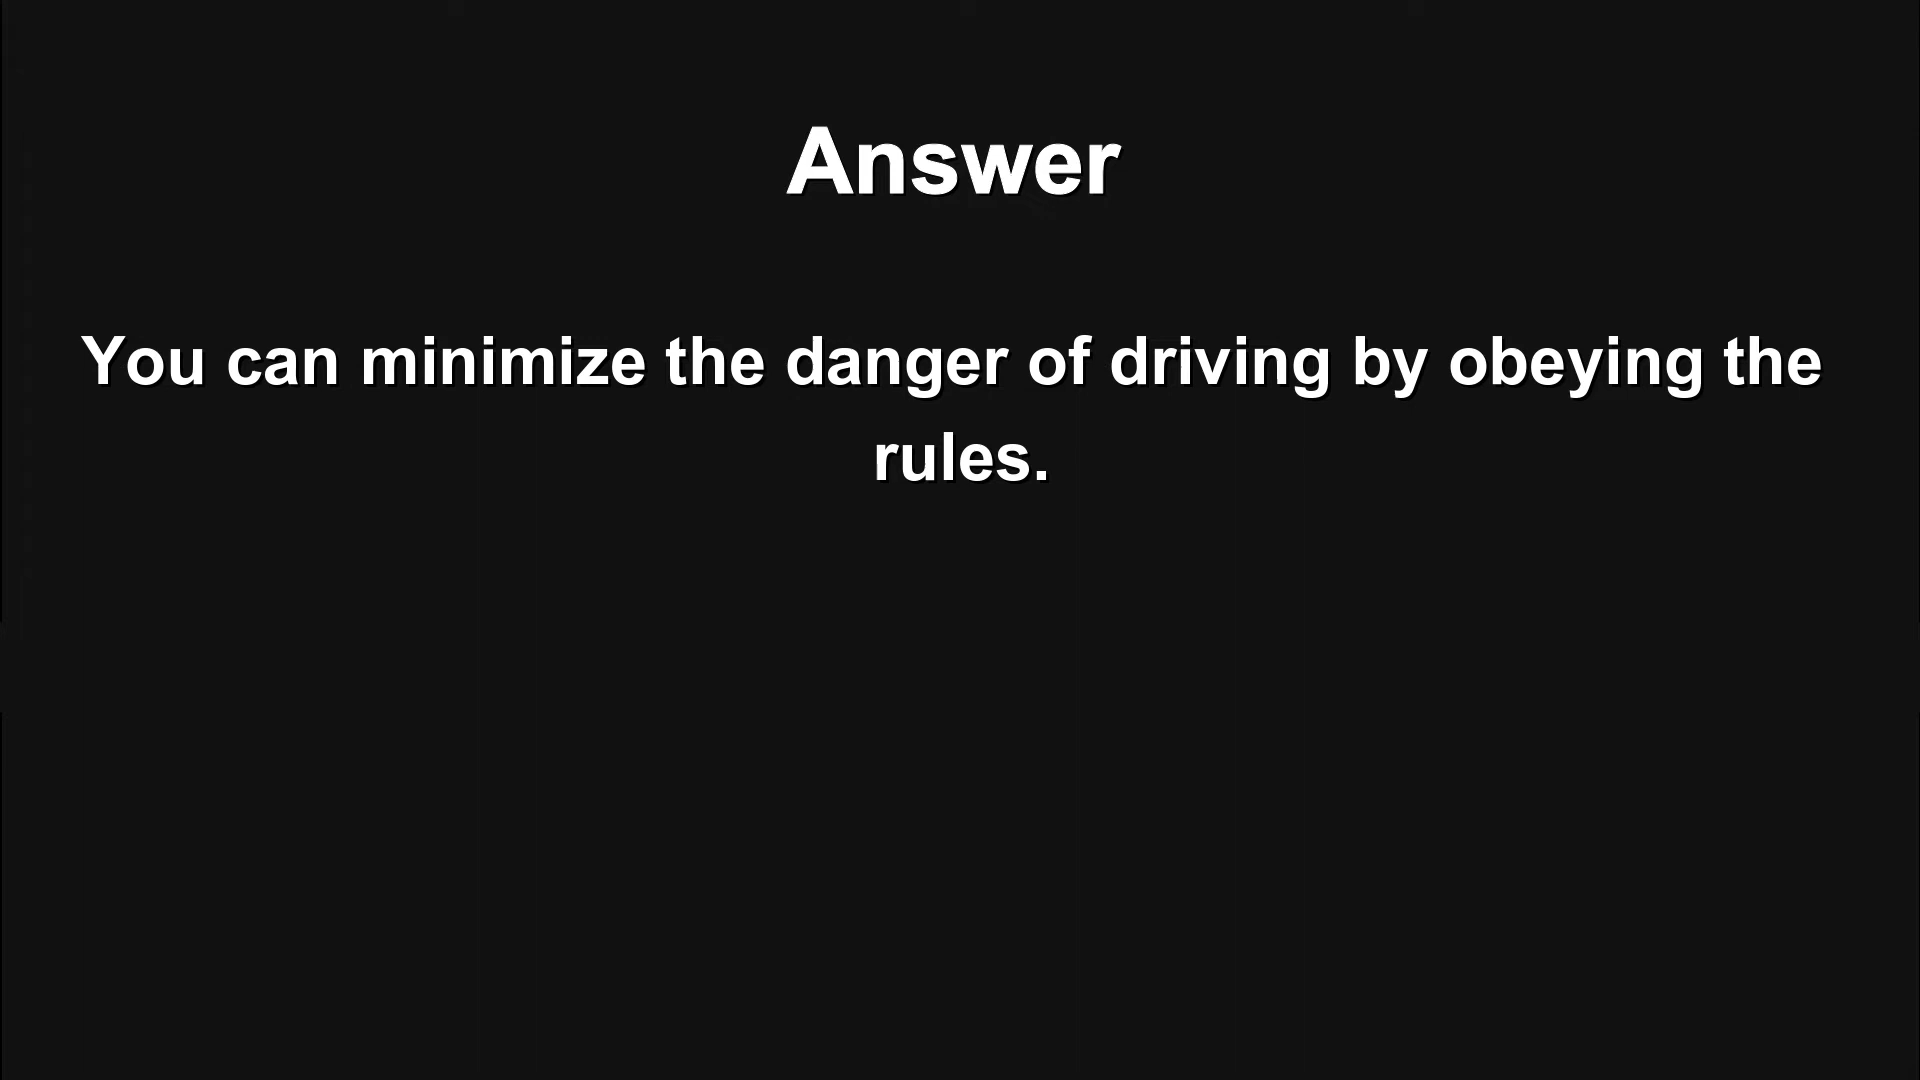 Answer
You can minimize the danger of driving by obeying the
rules.